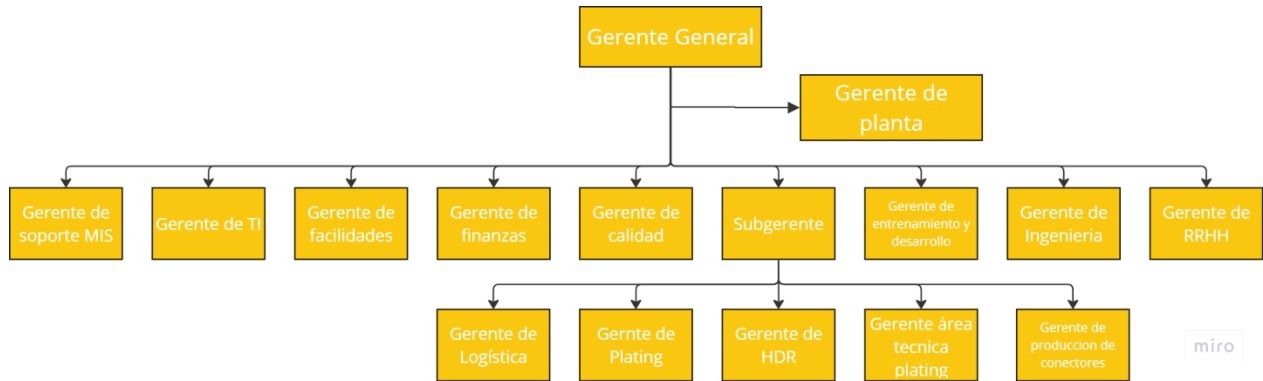 Gerente General
Gerente de
planta
Gerente de
soporte MIS
Gerente de TI
Gerente de
facilidades
Gerente de
finanzas
Gerente de
calidad
Subgerente
Gerente de
entrenamiento y
desarrollo
Gerente de
Ingenieria
Gerente de
RRHH
Gerente de
Logística
Gernte de
Plating
Gerente de
HDR
Gerente área
tecnica
plating
Gerente de
produccion de
conectores
miro